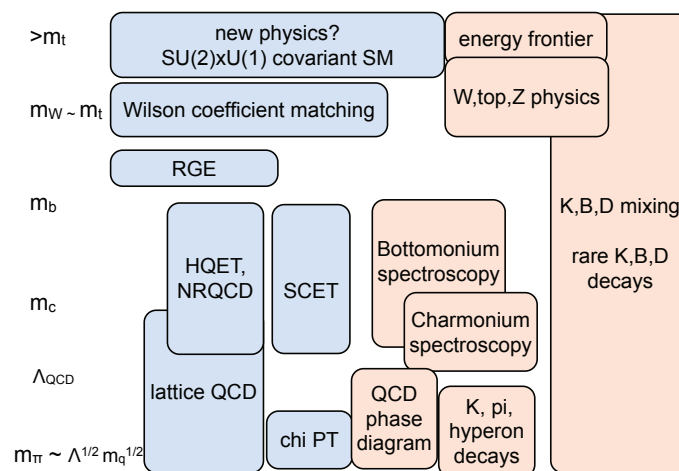 >mt
new physics?
SU(2)xU(1) covariant SM
energy frontier
mW ~ mt
Wilson coefficient matching
W,top,Z physics
RGE
mb
K,B,D mixing
rare K,B,D
decays
HQET,
NRQCD
SCET
Bottomonium
spectroscopy
mc
Charmonium
spectroscopy
ΛQCD
lattice QCD
QCD
phase
diagram
K, pi,
hyperon
decays
chi PT
mπ ~ Λ1/2 mq1/2